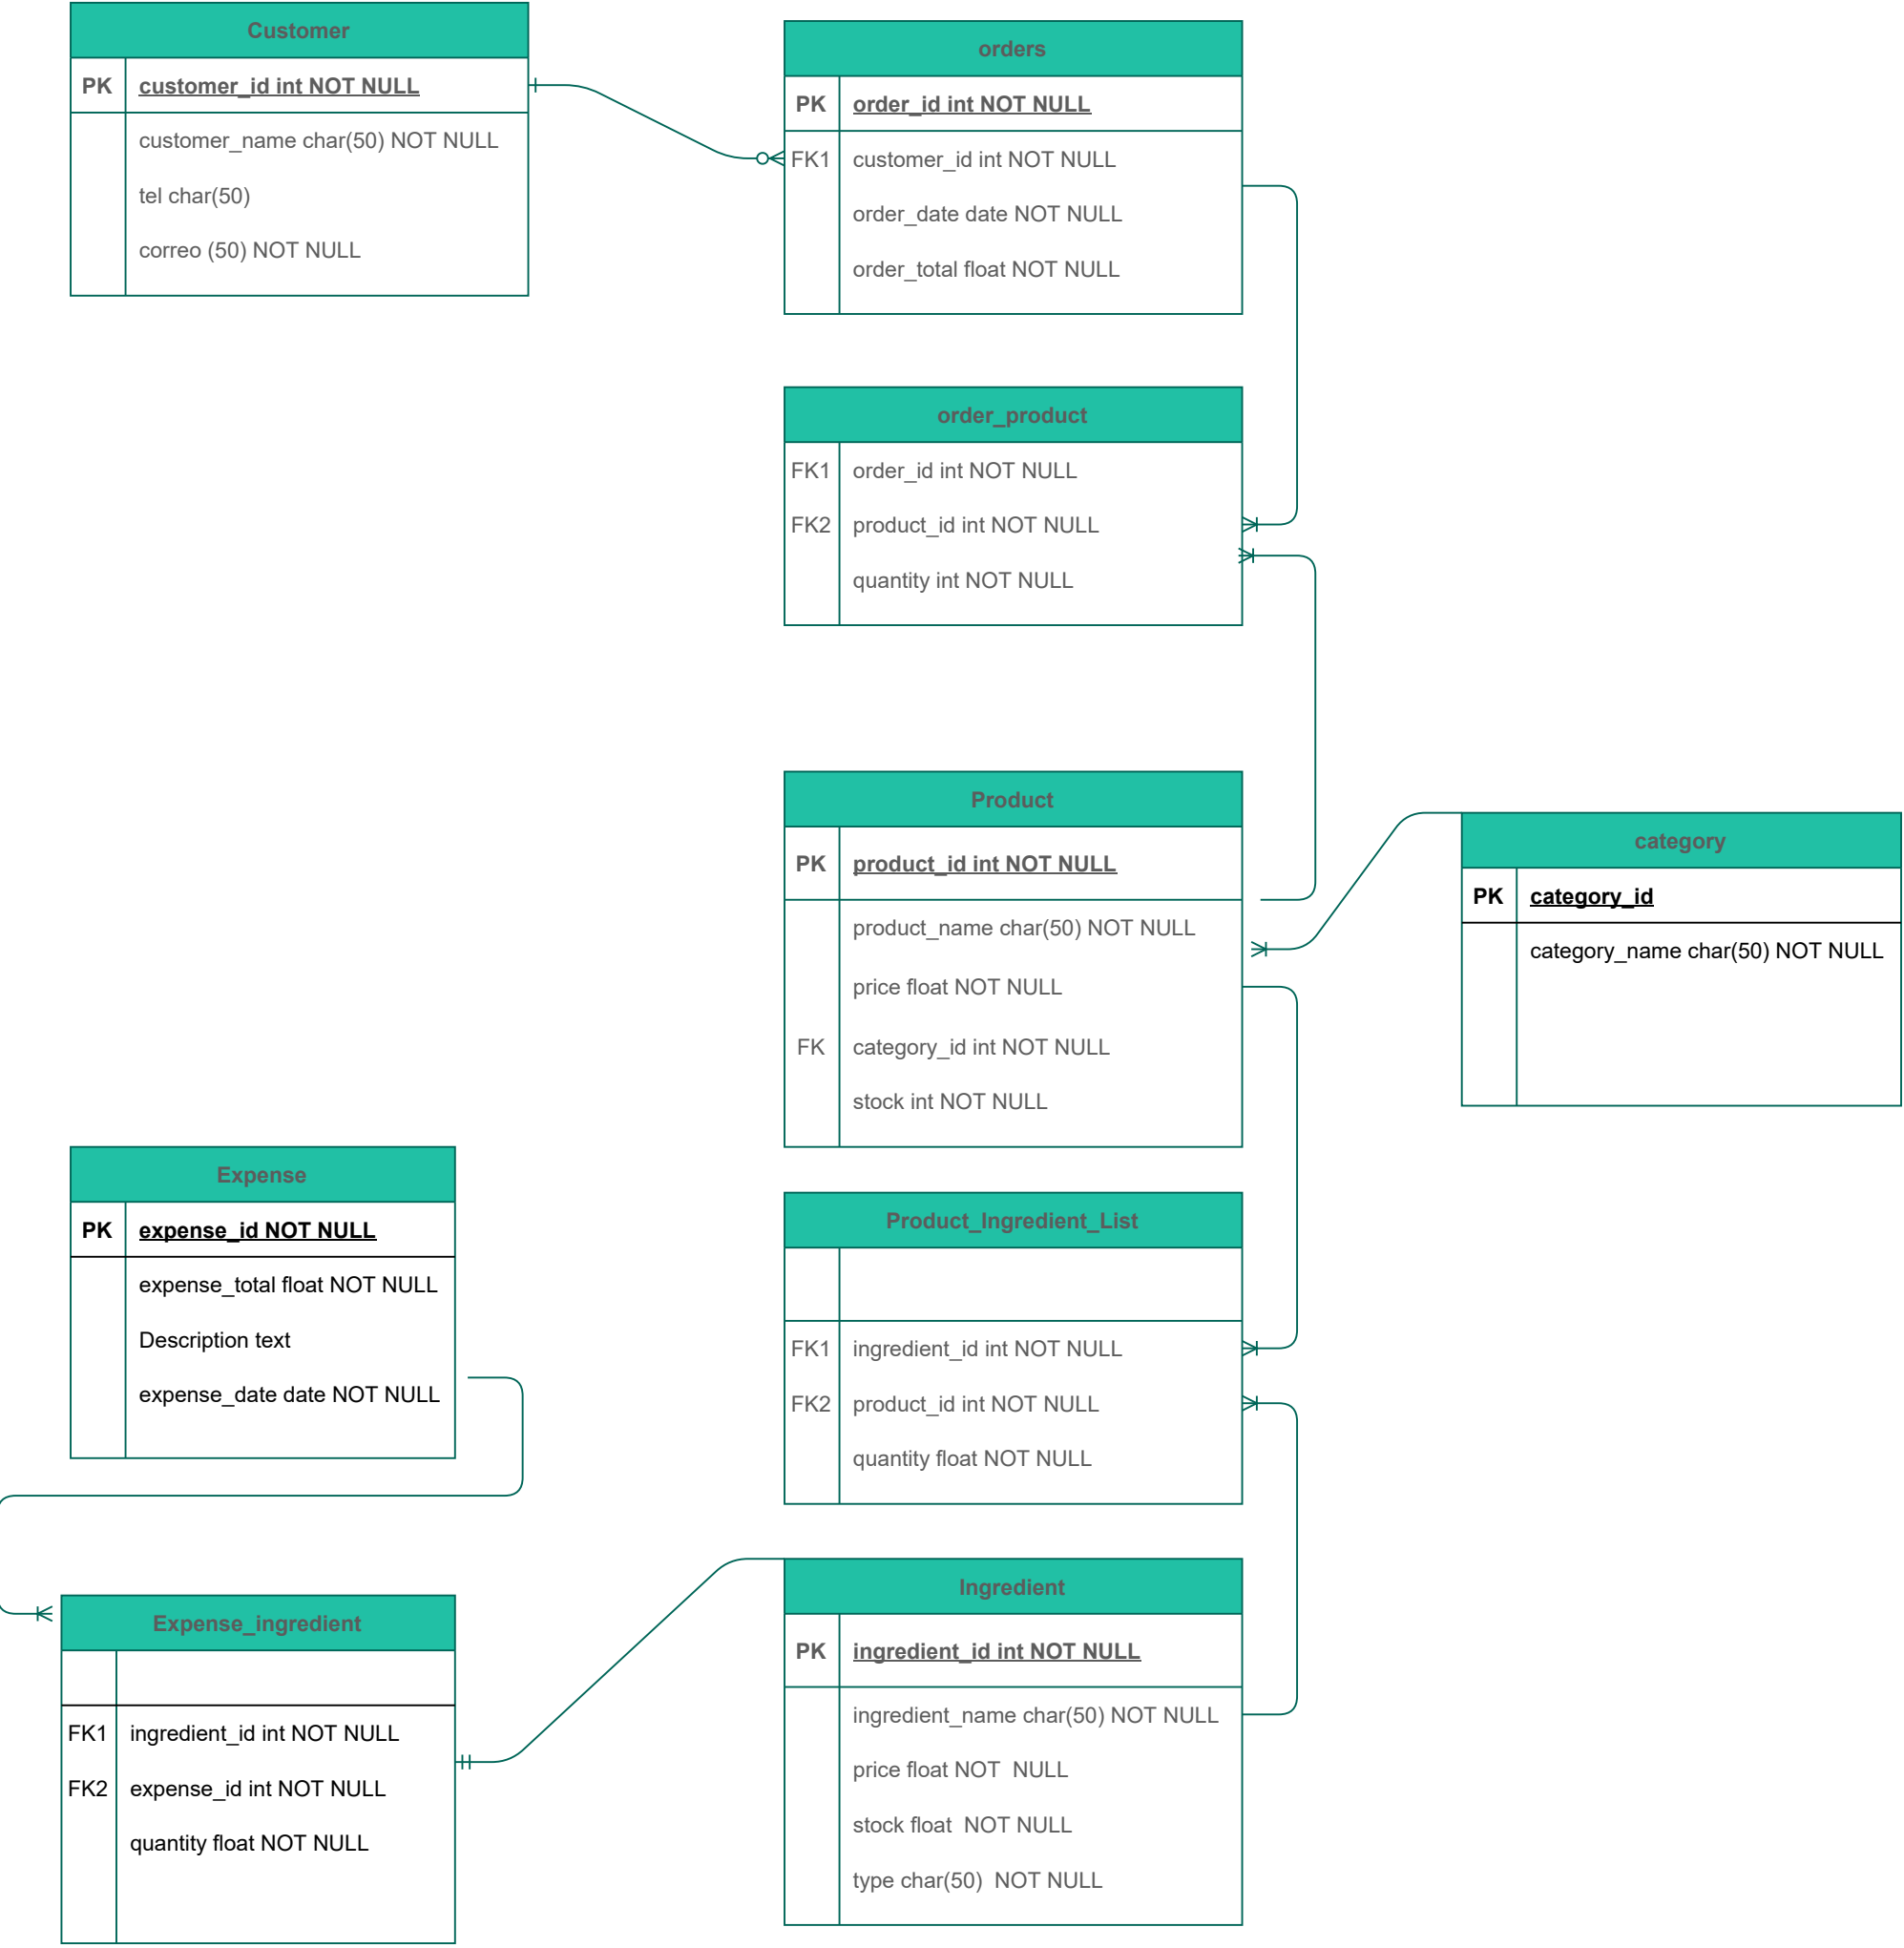 Customer
PK customer_id int NOT NULL
customer_name char(50) NOT NULL
tel char(50)
correo (50) NOT NULL
orders
PK order_id int NOT NULL
FK1 customer_id int NOT NULL
order_date date NOT NULL
order_total float NOT NULL
order_product
FK1 order_id int NOT NULL
FK2 product_id int NOT NULL
quantity int NOT NULL
Product
PK product_id int NOT NULL
product_name char(50) NOT NULL
price float NOT NULL
FK category_id int NOT NULL
stock int NOT NULL
category
PK category_id
category_name char(50) NOT NULL
Expense
PK expense_id NOT NULL
expense_total float NOT NULL
Description text
expense_date date NOT NULL
Product_Ingredient_List
FK1 ingredient_id int NOT NULL
FK2 product_id int NOT NULL
quantity float NOT NULL
Expense_ingredient
FK1 ingredient_id int NOT NULL
FK2 expense_id int NOT NULL
quantity float NOT NULL
Ingredient
PK ingredient_id int NOT NULL
ingredient_name char(50) NOT NULL
price float NOT  NULL
stock float  NOT NULL
type char(50)  NOT NULL